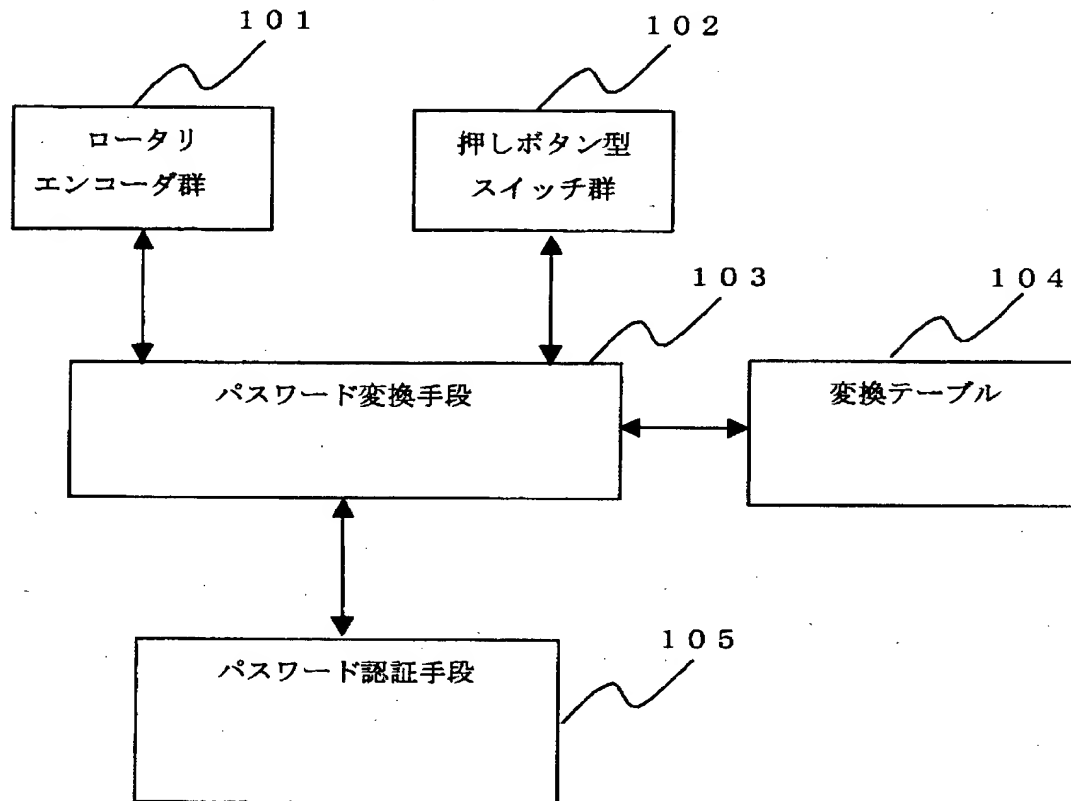 １０１
１０２
ロータリ
エンコーダ群
押しボタン型
スイッチ群
１０３
１０４
パスワード変換手段
変換テーブル
１０５
パスワード認証手段